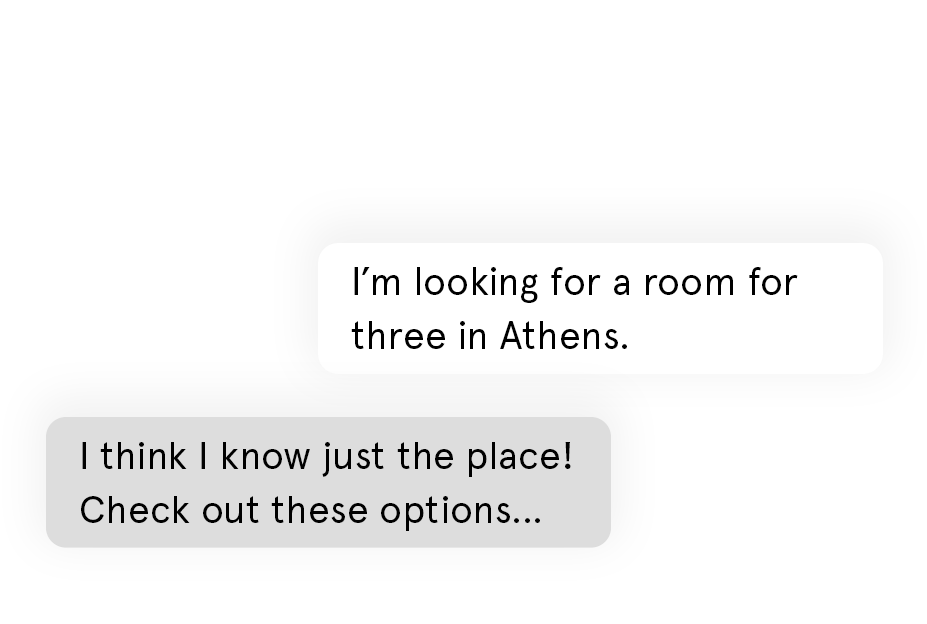 I’m looking for a room for
three in Athens.
I think I know just the place!
Check out these options...